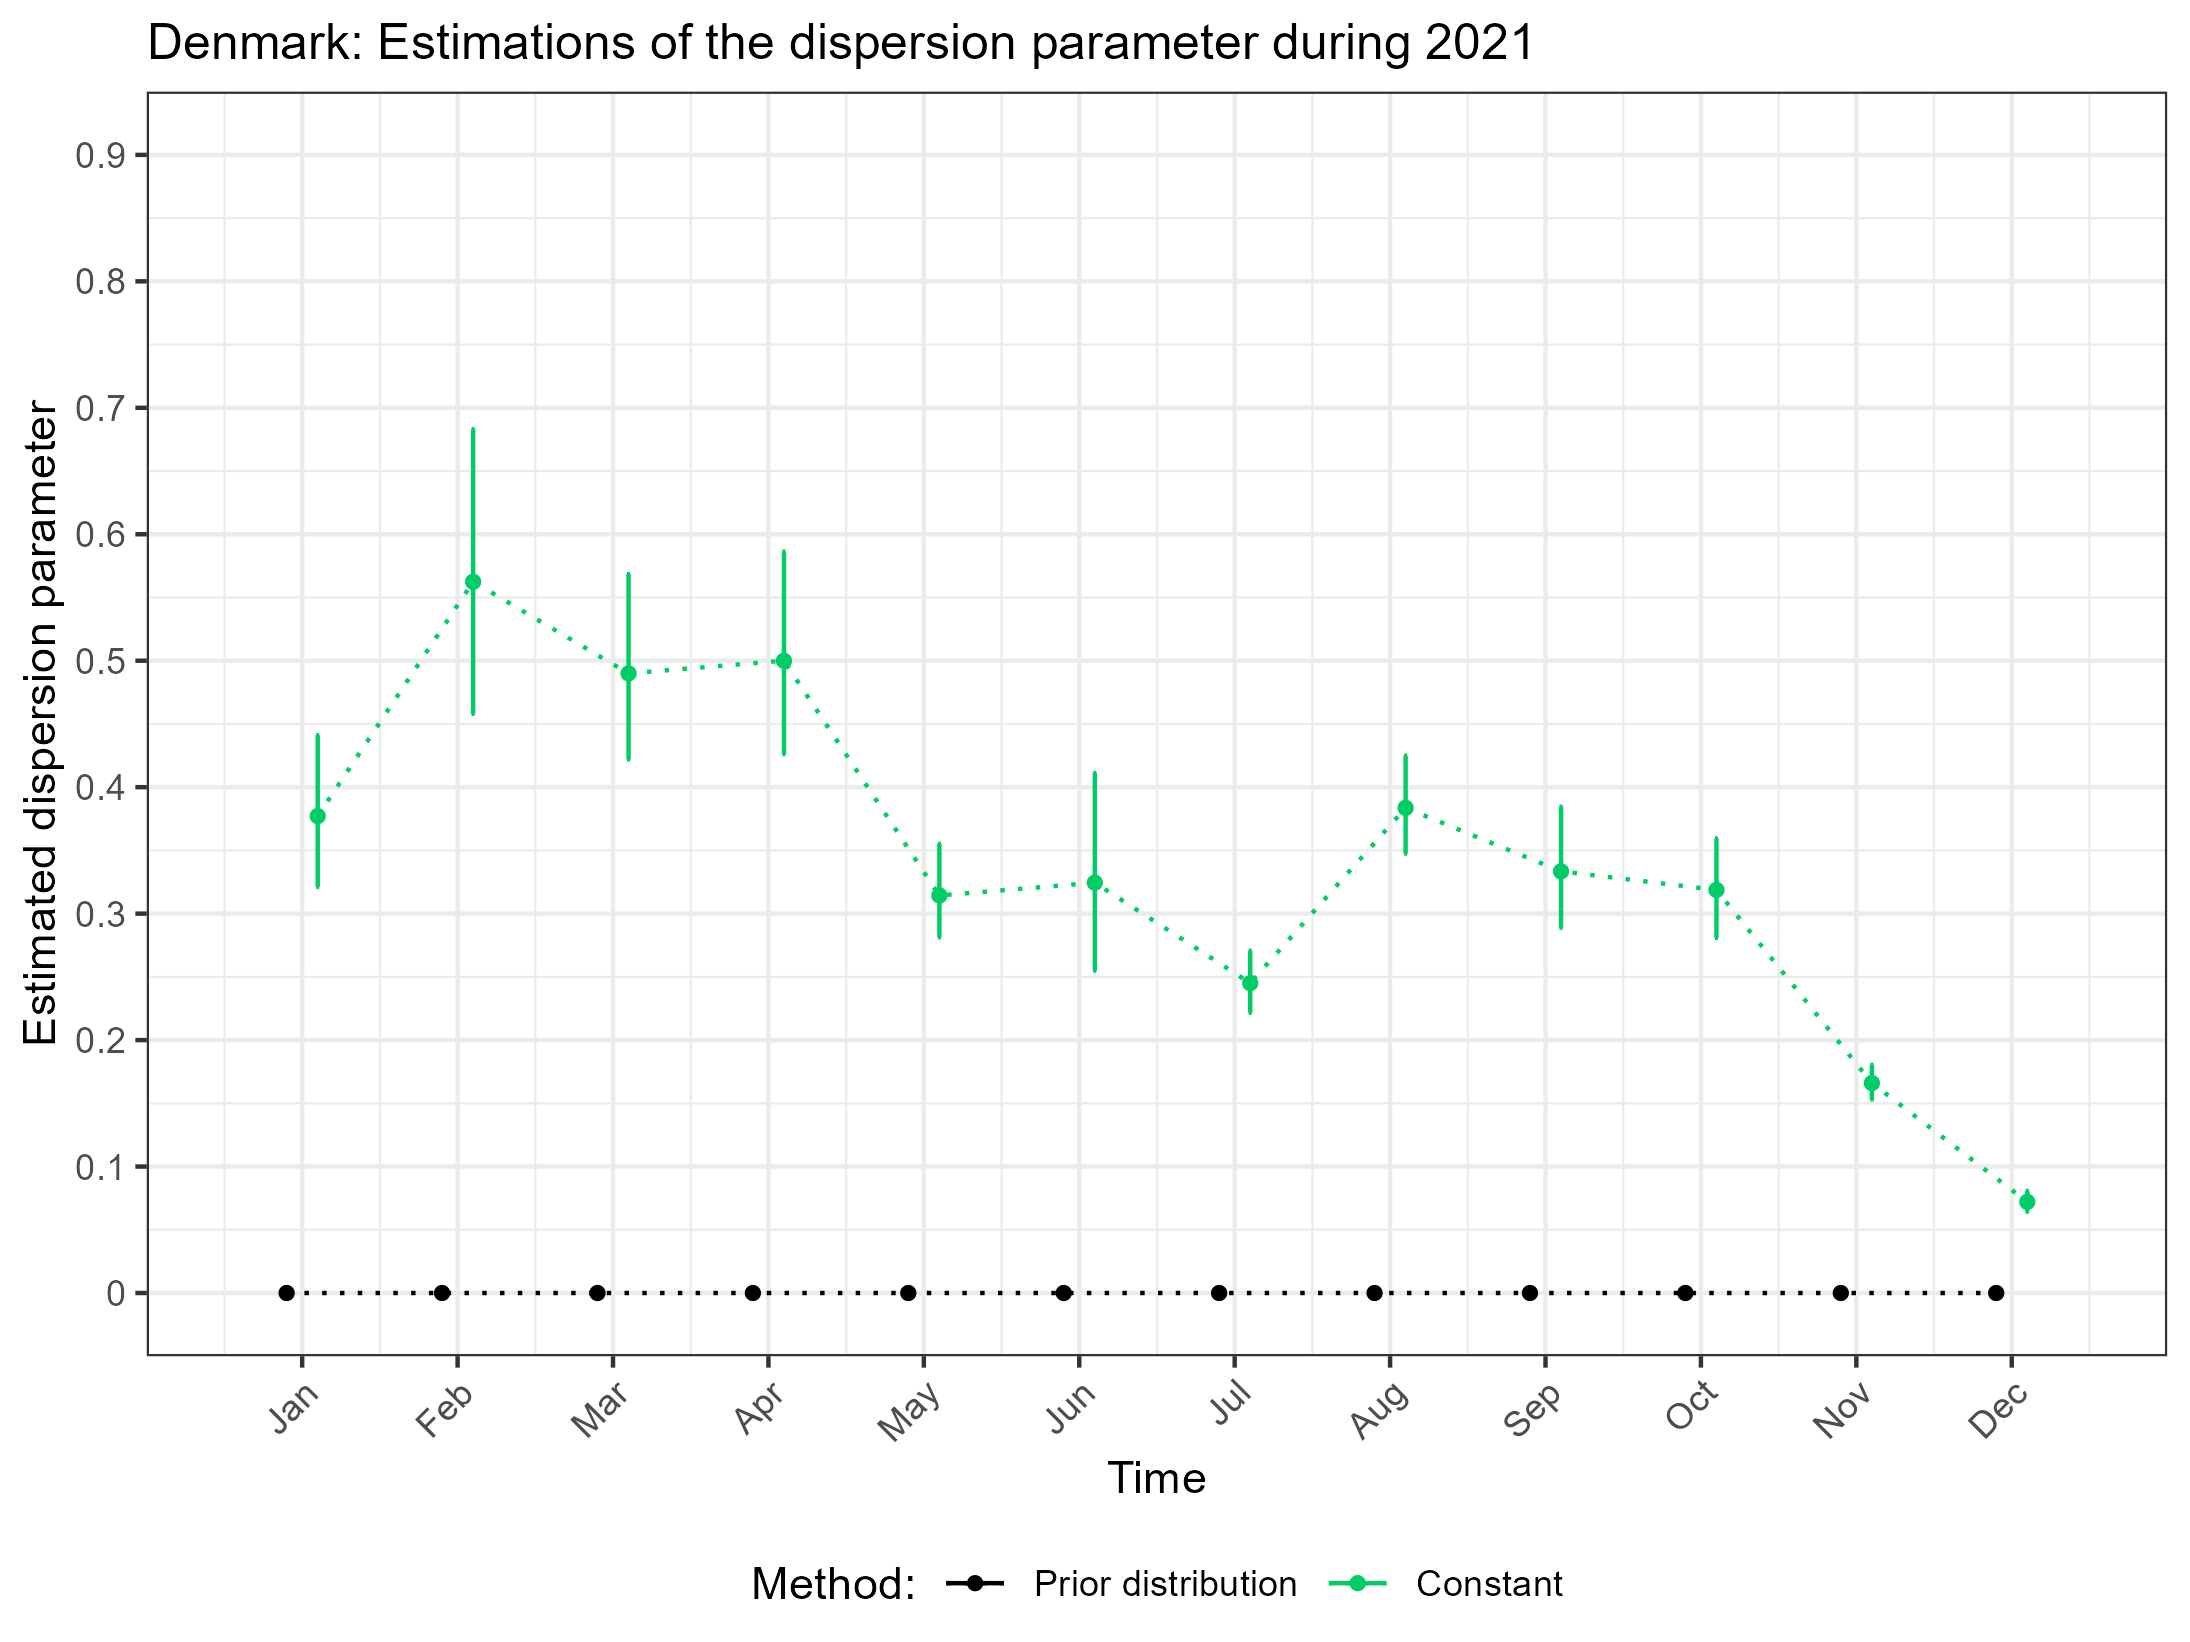 Denmark: Estimations of the dispersion parameter during 2021
Estimated dispersion parameter
0.9
0.8
0.7
0.6
0.5
0.4
0.3
0.2
0.1
0
Jan Feb Mar Apr May Jun Jul Aug Sep Oct Nov Dec
Time
Method: Prior distribution Constant